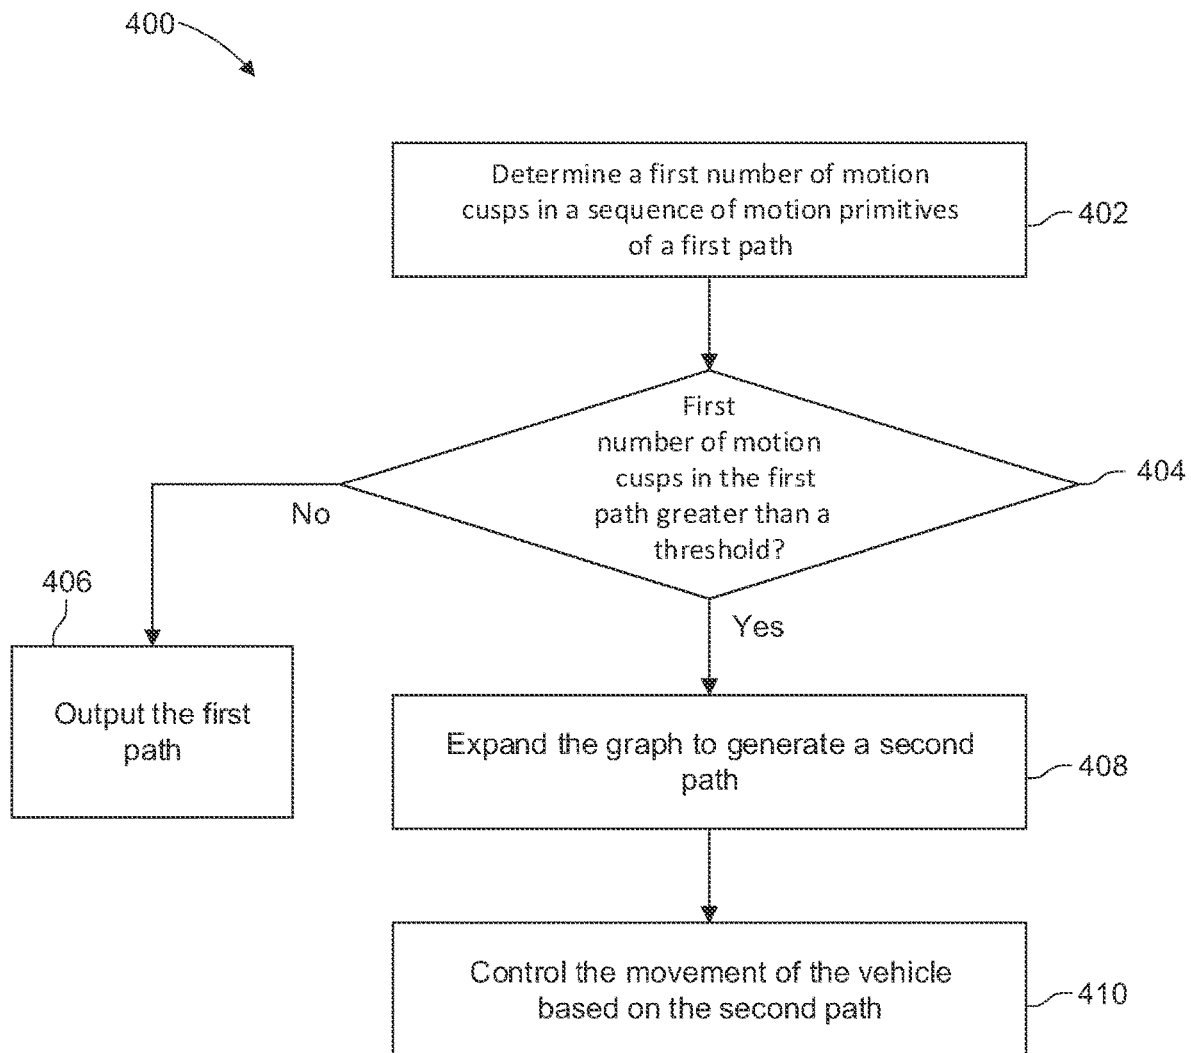 400
Determine a first number of motion
cusps in a sequence of motion primitives
of a first path
402
First
number of motion
cusps in the first
path greater than a
threshold?
404
No
Yes
406
Output the first
path
Expand the graph to generate a second
path
408
Control the movement of the vehicle
based on the second path
410